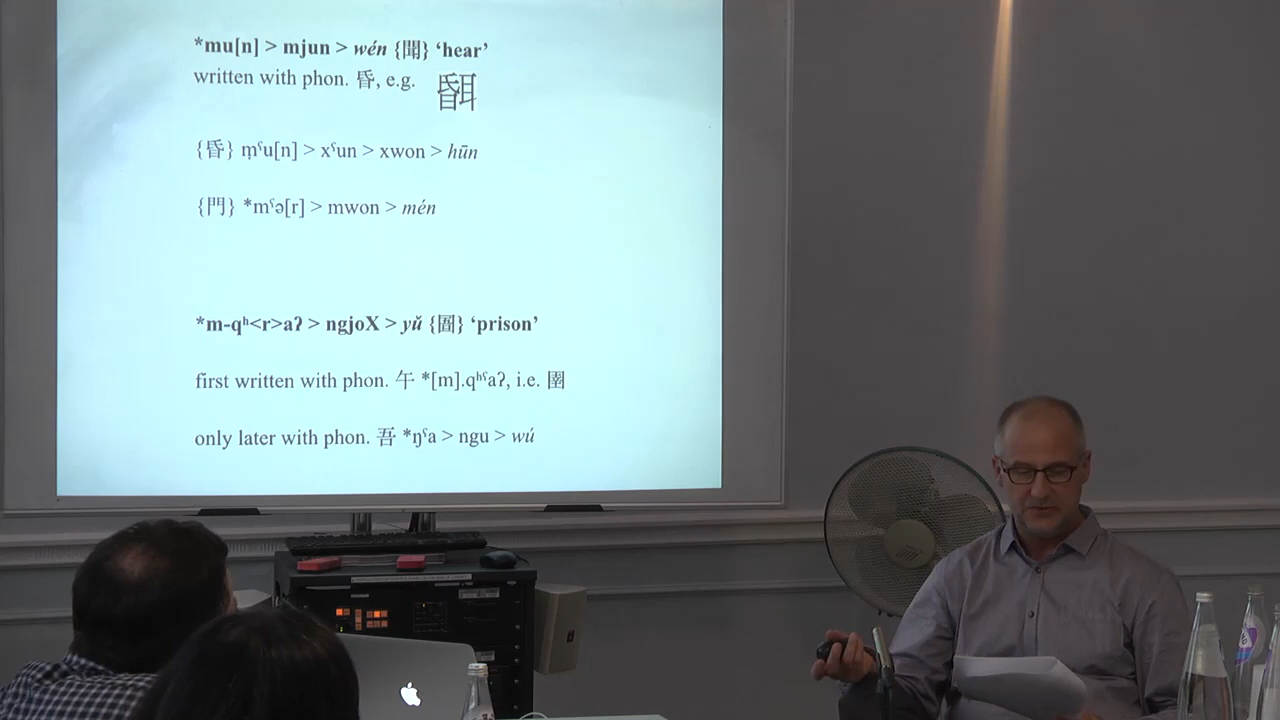 *mu[n] > mjun > wén {聞} ‘hear’
written with phon. 昏, e.g. 䎽
{昏} m̥ˤu[n] > xˤun > xwon > hūn
{門} *mˤə[r] > mwon > mén
*m-qʰ<r>aʔ > ngjoX > yŭ {圄} ‘prison’
first written with phon. 午 *[m].qʰˤaʔ, i.e. 圉
only later with phon. 吾 *ŋˤa > ngu > wú